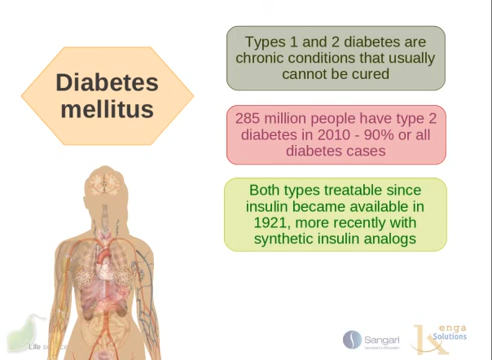 Diabetes
mellitus
Types 1 and 2 diabetes are
chronic conditions that usually
cannot be cured
285 million people have type 2
diabetes in 2010 - 90% or all
diabetes cases
Both types treatable since
insulin became available in
1921, more recently with
synthetic insulin analogs
Life
Sangari
enga
Solutions